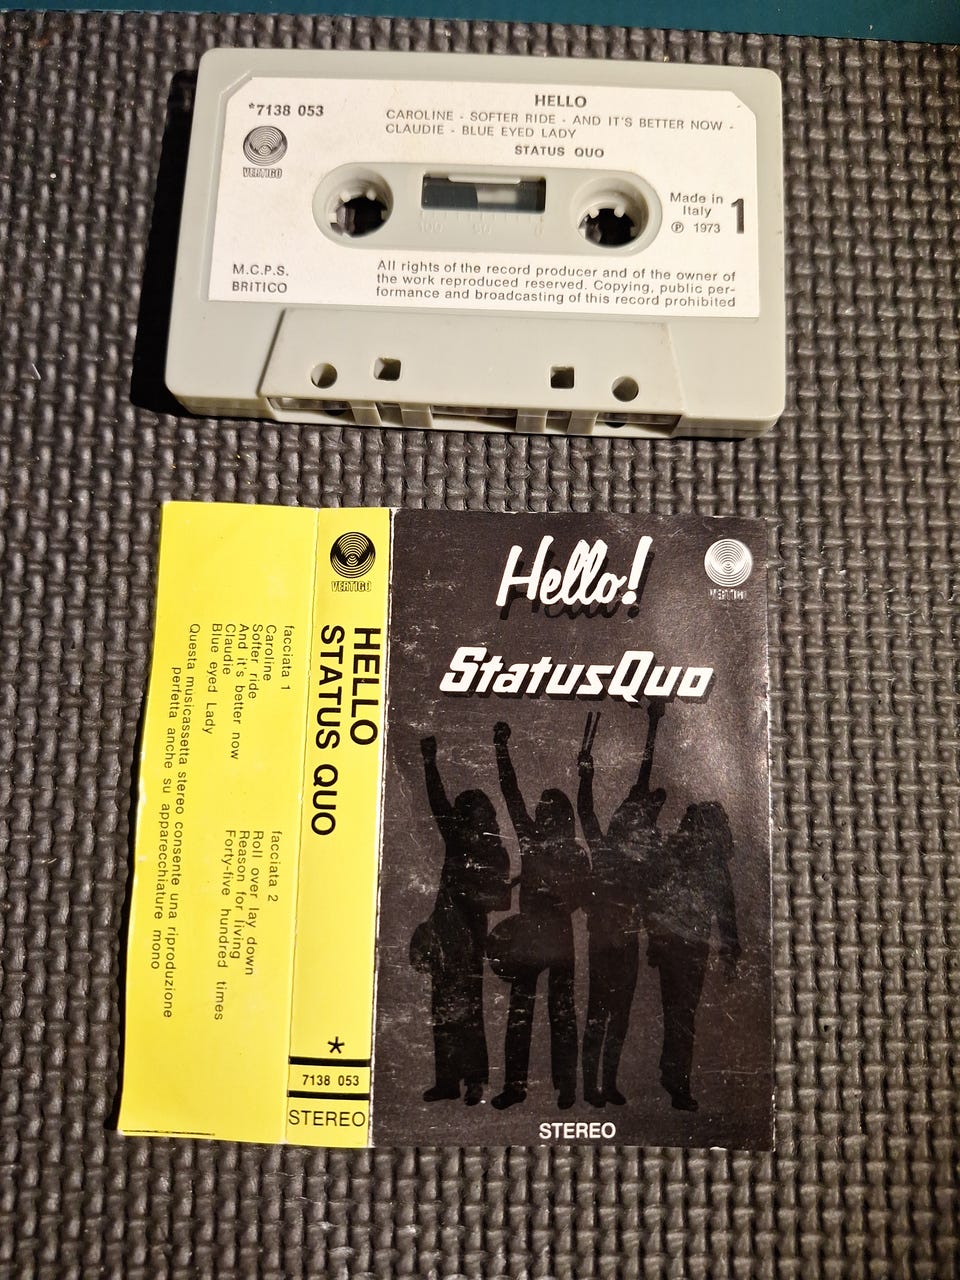 *7138 053
VERTIGO
HELLO
CAROLINE - SOFTER RIDE - AND IT'S BETTER NOW -
CLAUDIE - BLUE EYED LADY
STATUS QUO
100 50 0
Made in
Italy
℗ 1973
1
M.C.P.S.
BRITICO
All rights of the record producer and of the owner of
the work reproduced reserved. Copying, public per-
formance and broadcasting of this record prohibited
Hello!
VERTIGO
StatusQuo
STEREO
VERTIGO
HELLO
STATUS QUO
*
7138 053
STEREO
facciata 1
Caroline
Softer ride
And it's better now
Claudie
Blue eyed Lady
facciata 2
Roll over lay down
Reason for living
Forty-five hundred times
Questa musicassetta stereo consente una riproduzione
perfetta anche su apparecchiature mono